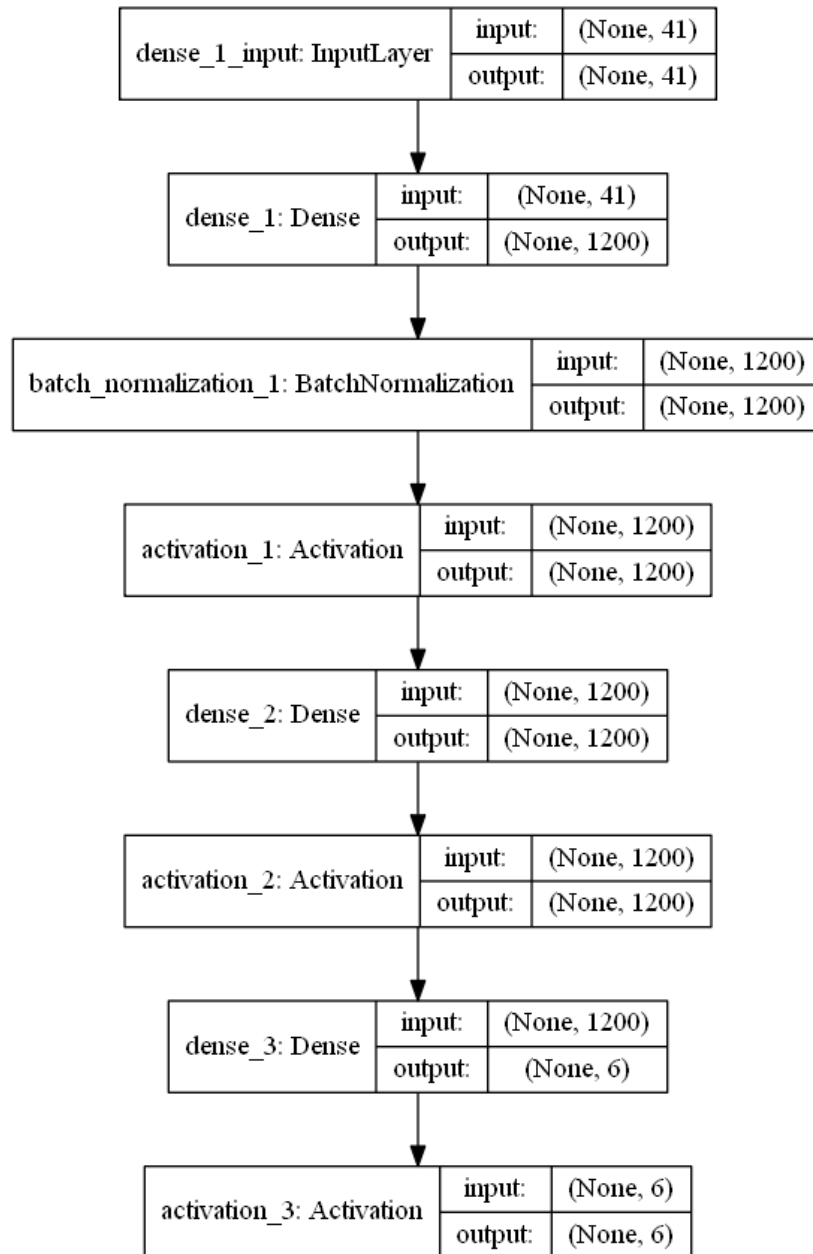 dense_1_input: InputLayer
input: (None, 41)
output: (None, 41)
dense_1: Dense
input: (None, 41)
output: (None, 1200)
batch_normalization_1: BatchNormalization
input: (None, 1200)
output: (None, 1200)
activation_1: Activation
input: (None, 1200)
output: (None, 1200)
dense_2: Dense
input: (None, 1200)
output: (None, 1200)
activation_2: Activation
input: (None, 1200)
output: (None, 1200)
dense_3: Dense
input: (None, 1200)
output: (None, 6)
activation_3: Activation
input: (None, 6)
output: (None, 6)